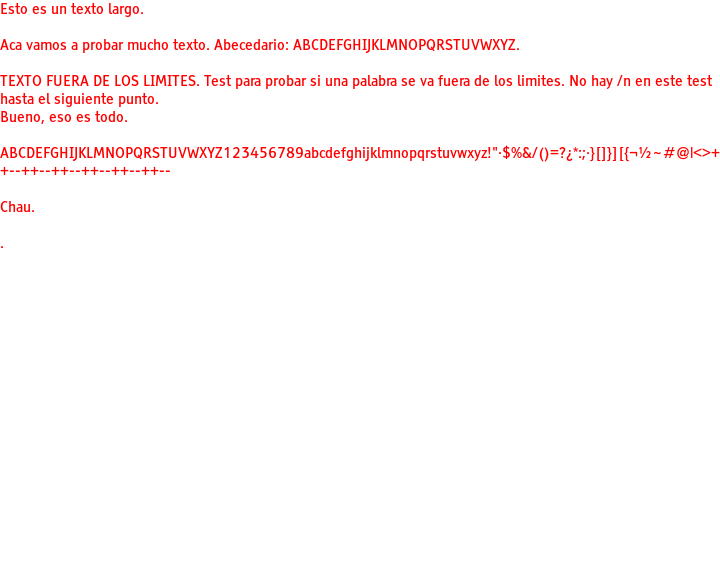 Esto es un texto largo.
Aca vamos a probar mucho texto. Abecedario: ABCDEFGHIJKLMNOPQRSTUVWXYZ.
TEXTO FUERA DE LOS LIMITES. Test para probar si una palabra se va fuera de los limites. No hay /n en este test
hasta el siguiente punto.
Bueno, eso es todo.
ABCDEFGHIJKLMNOPQRSTUVWXYZ123456789abcdefghijklmnopqrstuvwxyz!"·$%&/()=?¿*:;·}[]}][{¬½~#@|<>+
+--++--++--++--++--++--
Chau.
.